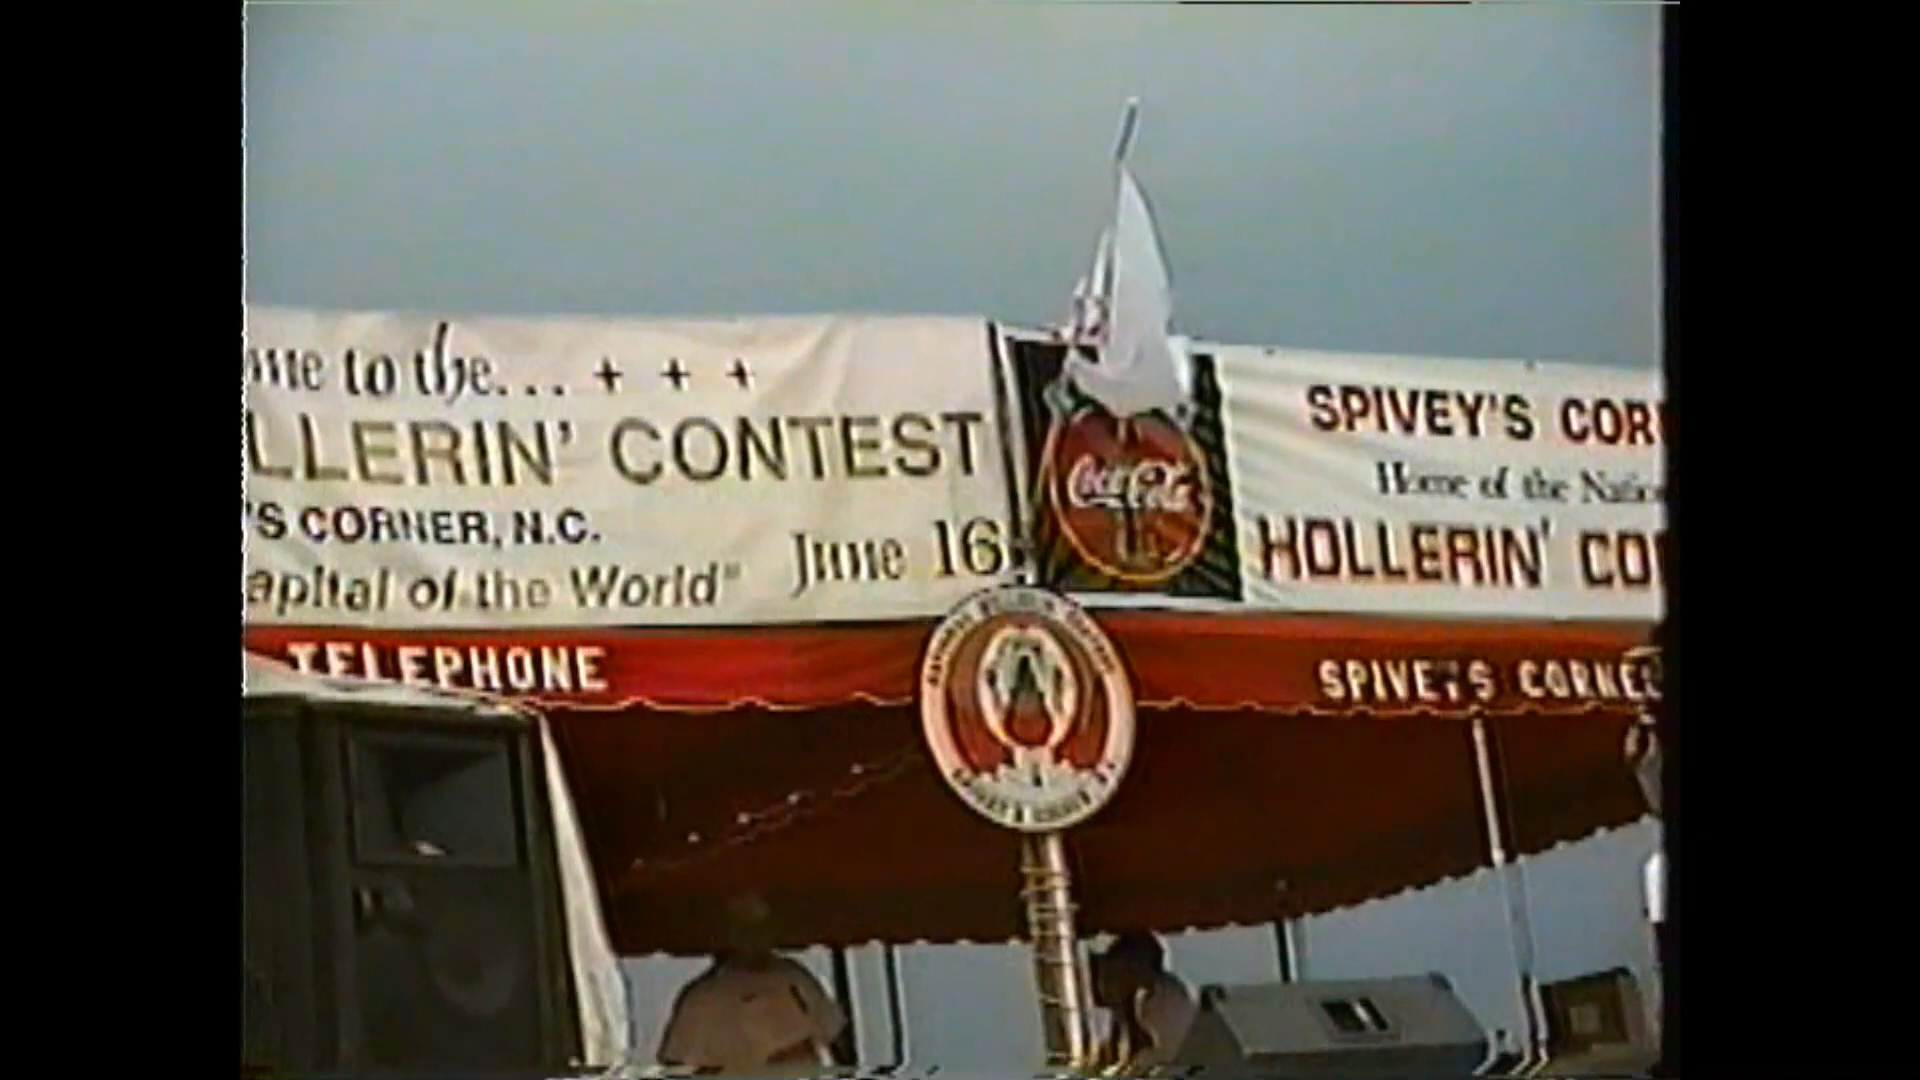 me to the... + + +
LLERIN' CONTEST
'S CORNER, N.C.
apital of the World"
June 16
Coca-Cola
SPIVEY'S COR
Home of the Natio
HOLLERIN' CO
TELEPHONE
SPIVEY'S CORNE